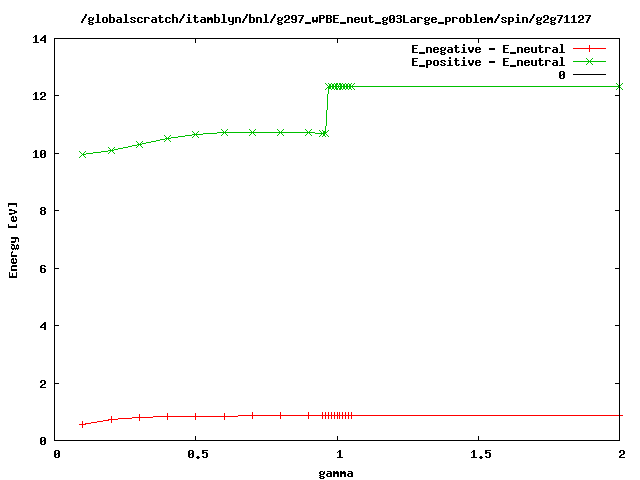 /globalscratch/itamblyn/bnl/g297_wPBE_neut_g03Large_problem/spin/g2g71127
E_negative - E_neutral
E_positive - E_neutral
0
14
12
10
8
6
4
2
0
Energy [eV]
0 0.5 1 1.5 2
gamma